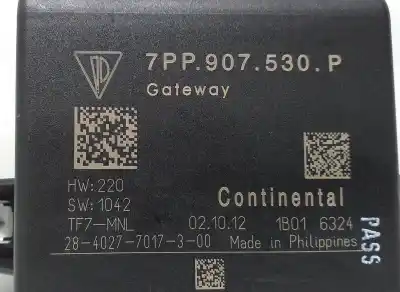 7PP.907.530.P
Gateway
HW:220
SW:1042
Continental
TF7-MNL 02.10.12 1B01 6324
28-4027-7017-3-00 Made in Philippines
PASS